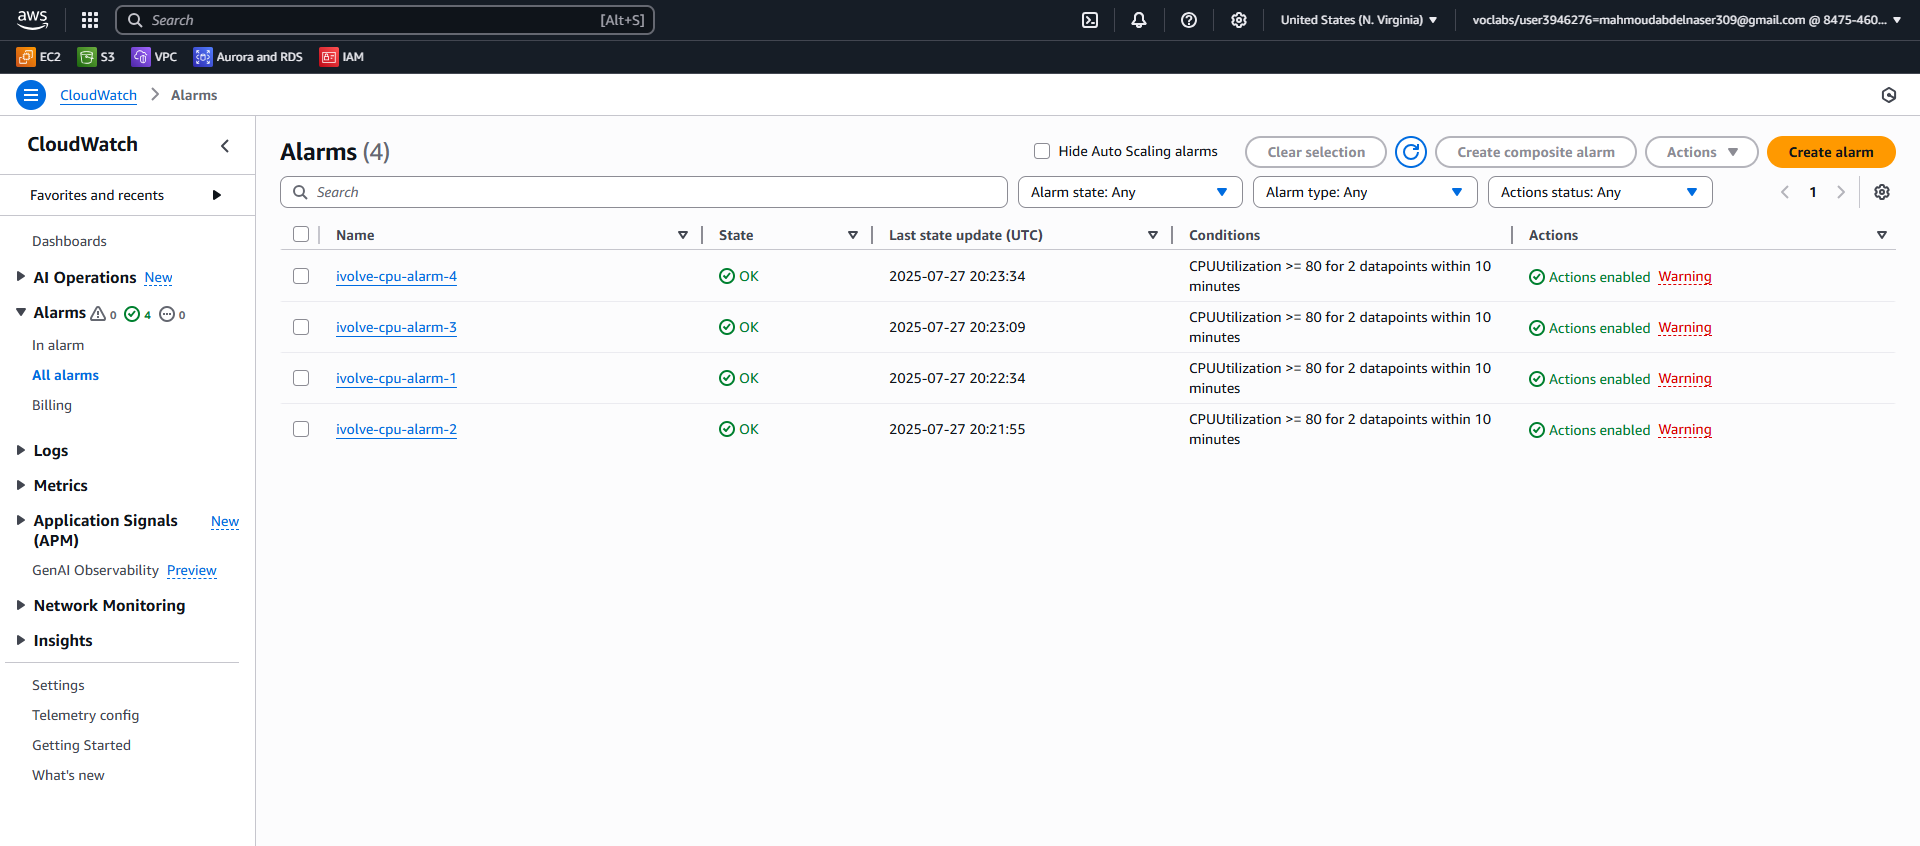 aws
Search [Alt+S]
United States (N. Virginia)
voclabs/user3946276=mahmoudabdelnaser309@gmail.com @ 8475-460...
EC2 S3 VPC Aurora and RDS IAM
CloudWatch > Alarms
CloudWatch
Favorites and recents
Dashboards
AI Operations New
Alarms 0 4 0
In alarm
All alarms
Billing
Logs
Metrics
Application Signals (APM) New
GenAI Observability Preview
Network Monitoring
Insights
Settings
Telemetry config
Getting Started
What's new
Alarms (4)
Hide Auto Scaling alarms
Clear selection
Create composite alarm
Actions
Create alarm
Search
Alarm state: Any
Alarm type: Any
Actions status: Any
1
Name State Last state update (UTC) Conditions Actions
ivolve-cpu-alarm-4 OK 2025-07-27 20:23:34 CPUUtilization >= 80 for 2 datapoints within 10 minutes Actions enabled Warning
ivolve-cpu-alarm-3 OK 2025-07-27 20:23:09 CPUUtilization >= 80 for 2 datapoints within 10 minutes Actions enabled Warning
ivolve-cpu-alarm-1 OK 2025-07-27 20:22:34 CPUUtilization >= 80 for 2 datapoints within 10 minutes Actions enabled Warning
ivolve-cpu-alarm-2 OK 2025-07-27 20:21:55 CPUUtilization >= 80 for 2 datapoints within 10 minutes Actions enabled Warning